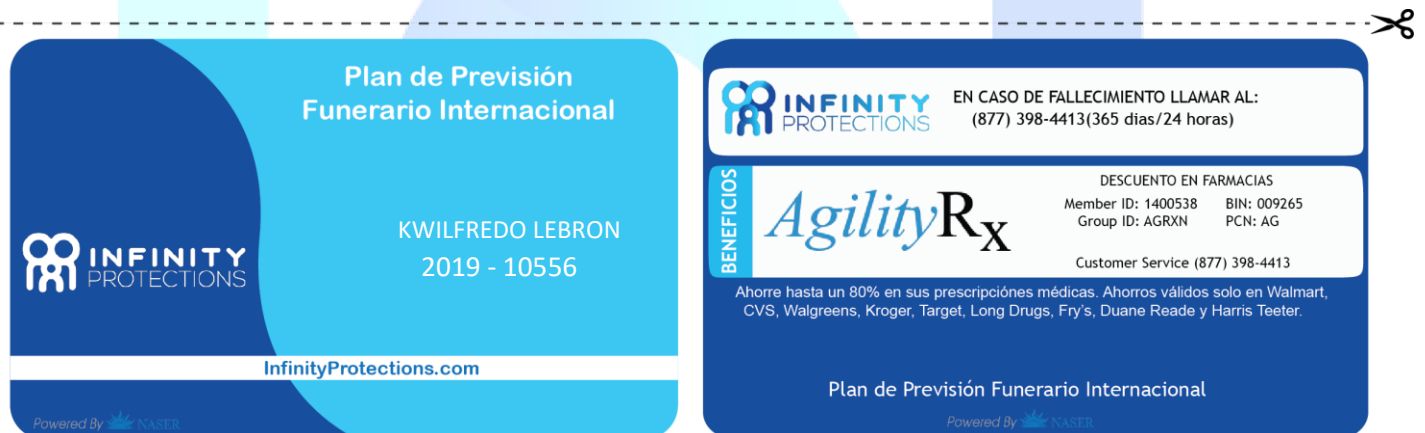 Plan de Previsión
Funerario Internacional
KWILFREDO LEBRON
2019 - 10556
INFINITY
PROTECTIONS
InfinityProtections.com
Powered By NASER
INFINITY
PROTECTIONS
EN CASO DE FALLECIMIENTO LLAMAR AL:
(877) 398-4413(365 dias/24 horas)
BENEFICIOS
AgilityRx
DESCUENTO EN FARMACIAS
Member ID: 1400538 BIN: 009265
Group ID: AGRXN PCN: AG
Customer Service (877) 398-4413
Ahorre hasta un 80% en sus prescripciónes médicas. Ahorros válidos solo en Walmart,
CVS, Walgreens, Kroger, Target, Long Drugs, Fry's, Duane Reade y Harris Teeter.
Plan de Previsión Funerario Internacional
Powered By NASER